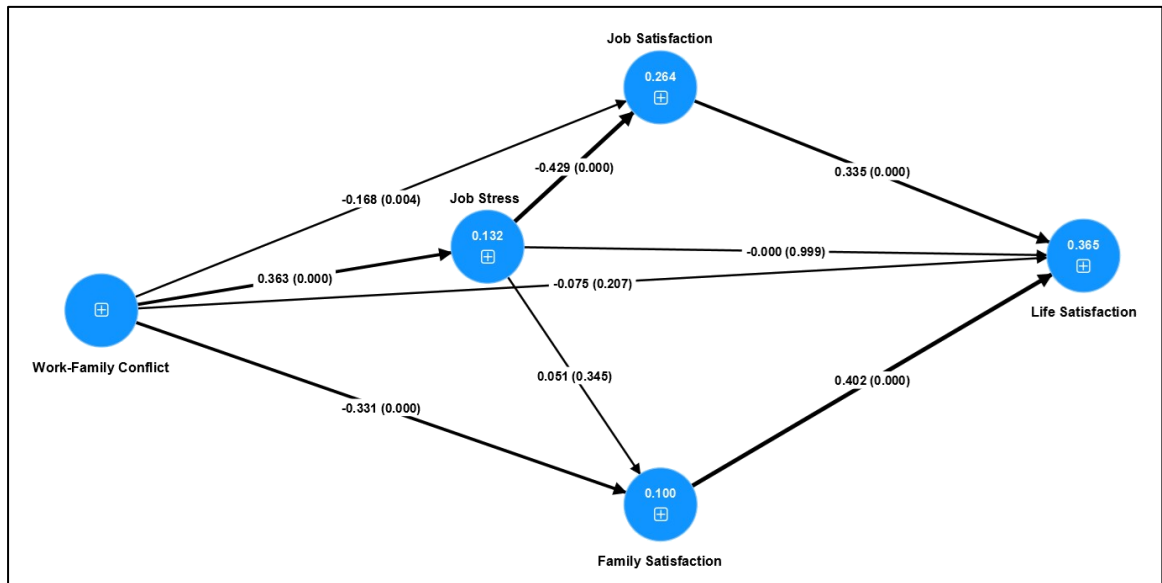 Job Satisfaction
0.264
-0.429 (0.000)
0.335 (0.000)
-0.168 (0.004)
Job Stress
0.132
-0.000 (0.999)
0.365
0.363 (0.000)
-0.075 (0.207)
Life Satisfaction
Work-Family Conflict
0.051 (0.345)
0.402 (0.000)
-0.331 (0.000)
0.100
Family Satisfaction